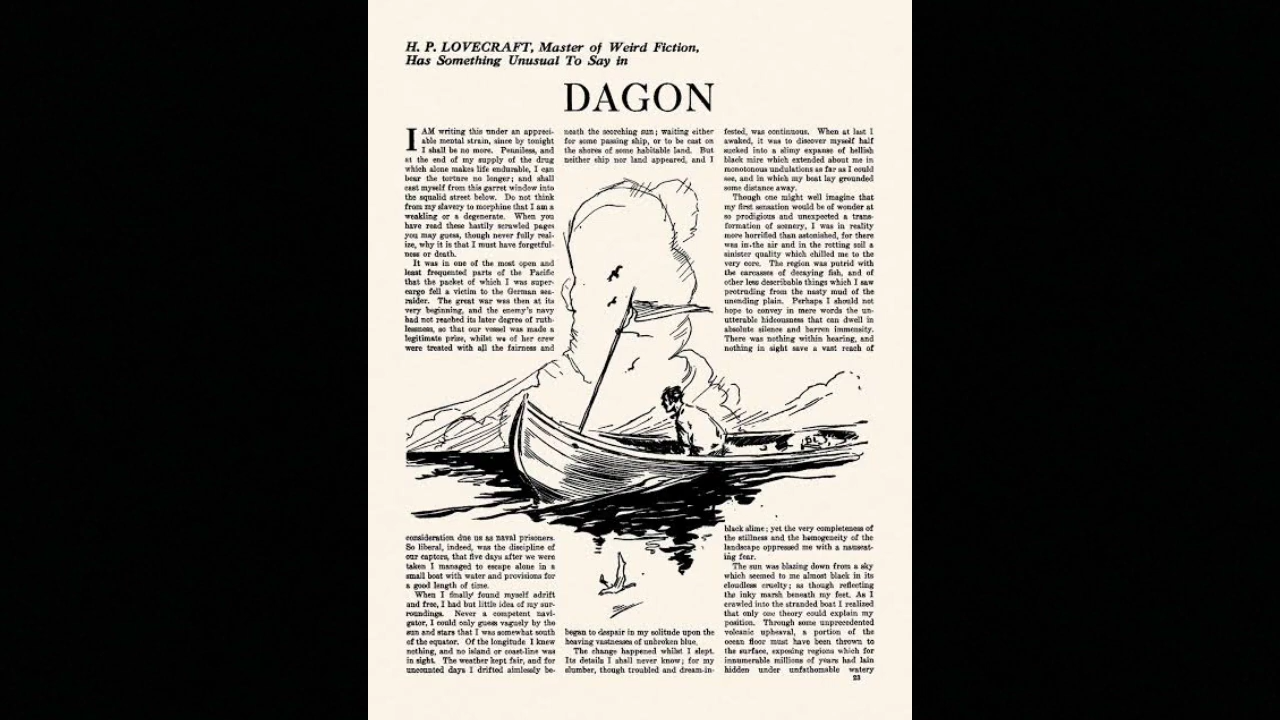 H. P. LOVECRAFT, Master of Weird Fiction,
Has Something Unusual To Say in
DAGON
I AM writing this under an appreci-
able mental strain, since by tonight
I shall be no more. Penniless, and
at the end of my supply of the drug
which alone makes life endurable, I can
bear the torture no longer; and shall
cast myself from this garret window into
the squalid street below. Do not think
from my slavery to morphine that I am a
weakling or a degenerate. When you
have read these hastily scrawled pages
you may guess, though never fully real-
ize, why it is that I must have forgetful-
ness or death.
It was in one of the most open and
least frequented parts of the Pacific
that the packet of which I was super-
cargo fell a victim to the German sea-
raider. The great war was then at its
very beginning, and the enemy's navy
had not reached its later degree of ruth-
lessness, so that our vessel was made a
legitimate prize, whilst we of her crew
were treated with all the fairness and
consideration due us as naval prisoners.
So liberal, indeed, was the discipline of
our captors, that five days after we were
taken I managed to escape alone in a
small boat with water and provisions for
a good length of time.
When I finally found myself adrift
and free, I had but little idea of my sur-
roundings. Never a competent navi-
gator, I could only guess vaguely by the
sun and stars that I was somewhat south
of the equator. Of the longitude I knew
nothing, and no island or coast-line was
in sight. The weather kept fair, and for
uncounted days I drifted aimlessly be-
neath the scorching sun; waiting either
for some passing ship, or to be cast on
the shores of some habitable land. But
neither ship nor land appeared, and I
began to despair in my solitude upon the
heaving vastnesses of unbroken blue.
The change happened whilst I slept.
Its details I shall never know; for my
slumber, though troubled and dream-in-
fested, was continuous. When at last I
awaked, it was to discover myself half
sucked into a slimy expanse of hellish
black mire which extended about me in
monotonous undulations as far as I could
see, and in which my boat lay grounded
some distance away.
Though one might well imagine that
my first sensation would be of wonder at
so prodigious and unexpected a trans-
formation of scenery, I was in reality
more horrified than astonished, for there
was in the air and in the rotting soil a
sinister quality which chilled me to the
very core. The region was putrid with
the carcasses of decaying fish, and of
other less describable things which I saw
protruding from the nasty mud of the
unending plain. Perhaps I should not
hope to convey in mere words the un-
utterable hideousness that can dwell in
absolute silence and barren immensity.
There was nothing within hearing, and
nothing in sight save a vast reach of
black slime; yet the very completeness of
the stillness and the homogeneity of the
landscape oppressed me with a nauseat-
ing fear.
The sun was blazing down from a sky
which seemed to me almost black in its
cloudless cruelty; as though reflecting
the inky marsh beneath my feet. As I
crawled into the stranded boat I realized
that only one theory could explain my
position. Through some unprecedented
volcanic upheaval, a portion of the
ocean floor must have been thrown to
the surface, exposing regions which for
innumerable millions of years had lain
hidden under unfathomable watery
23